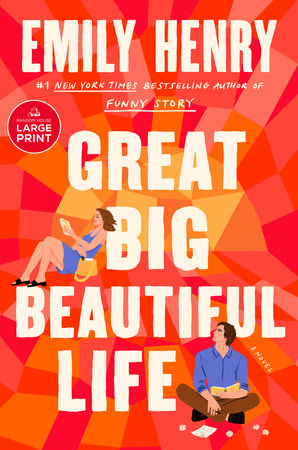 EMILY HENRY
#1 NEW YORK TIMES BESTSELLING AUTHOR OF
FUNNY STORY
RANDOM HOUSE
LARGE
PRINT
GREAT
BIG
BEAUTIFUL
LIFE
A NOVEL